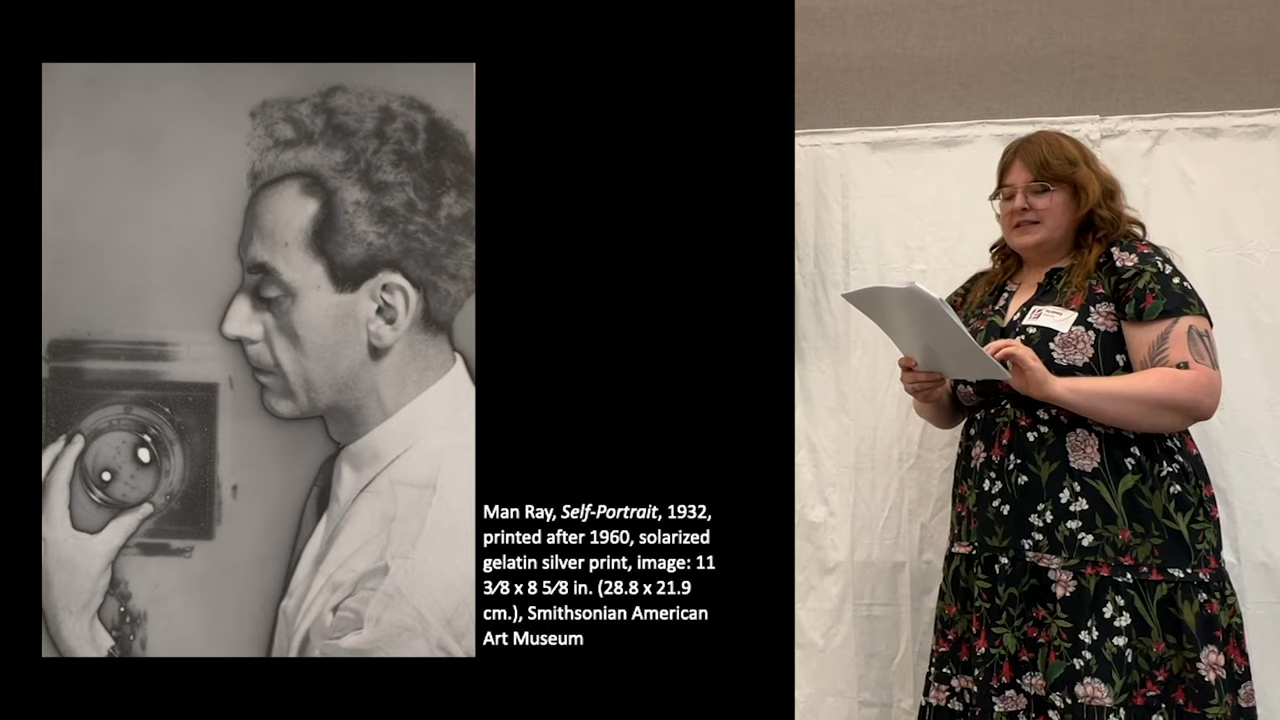 Man Ray, Self-Portrait, 1932,
printed after 1960, solarized
gelatin silver print, image: 11
3⁄8 x 8 5⁄8 in. (28.8 x 21.9
cm.), Smithsonian American
Art Museum
Sydney